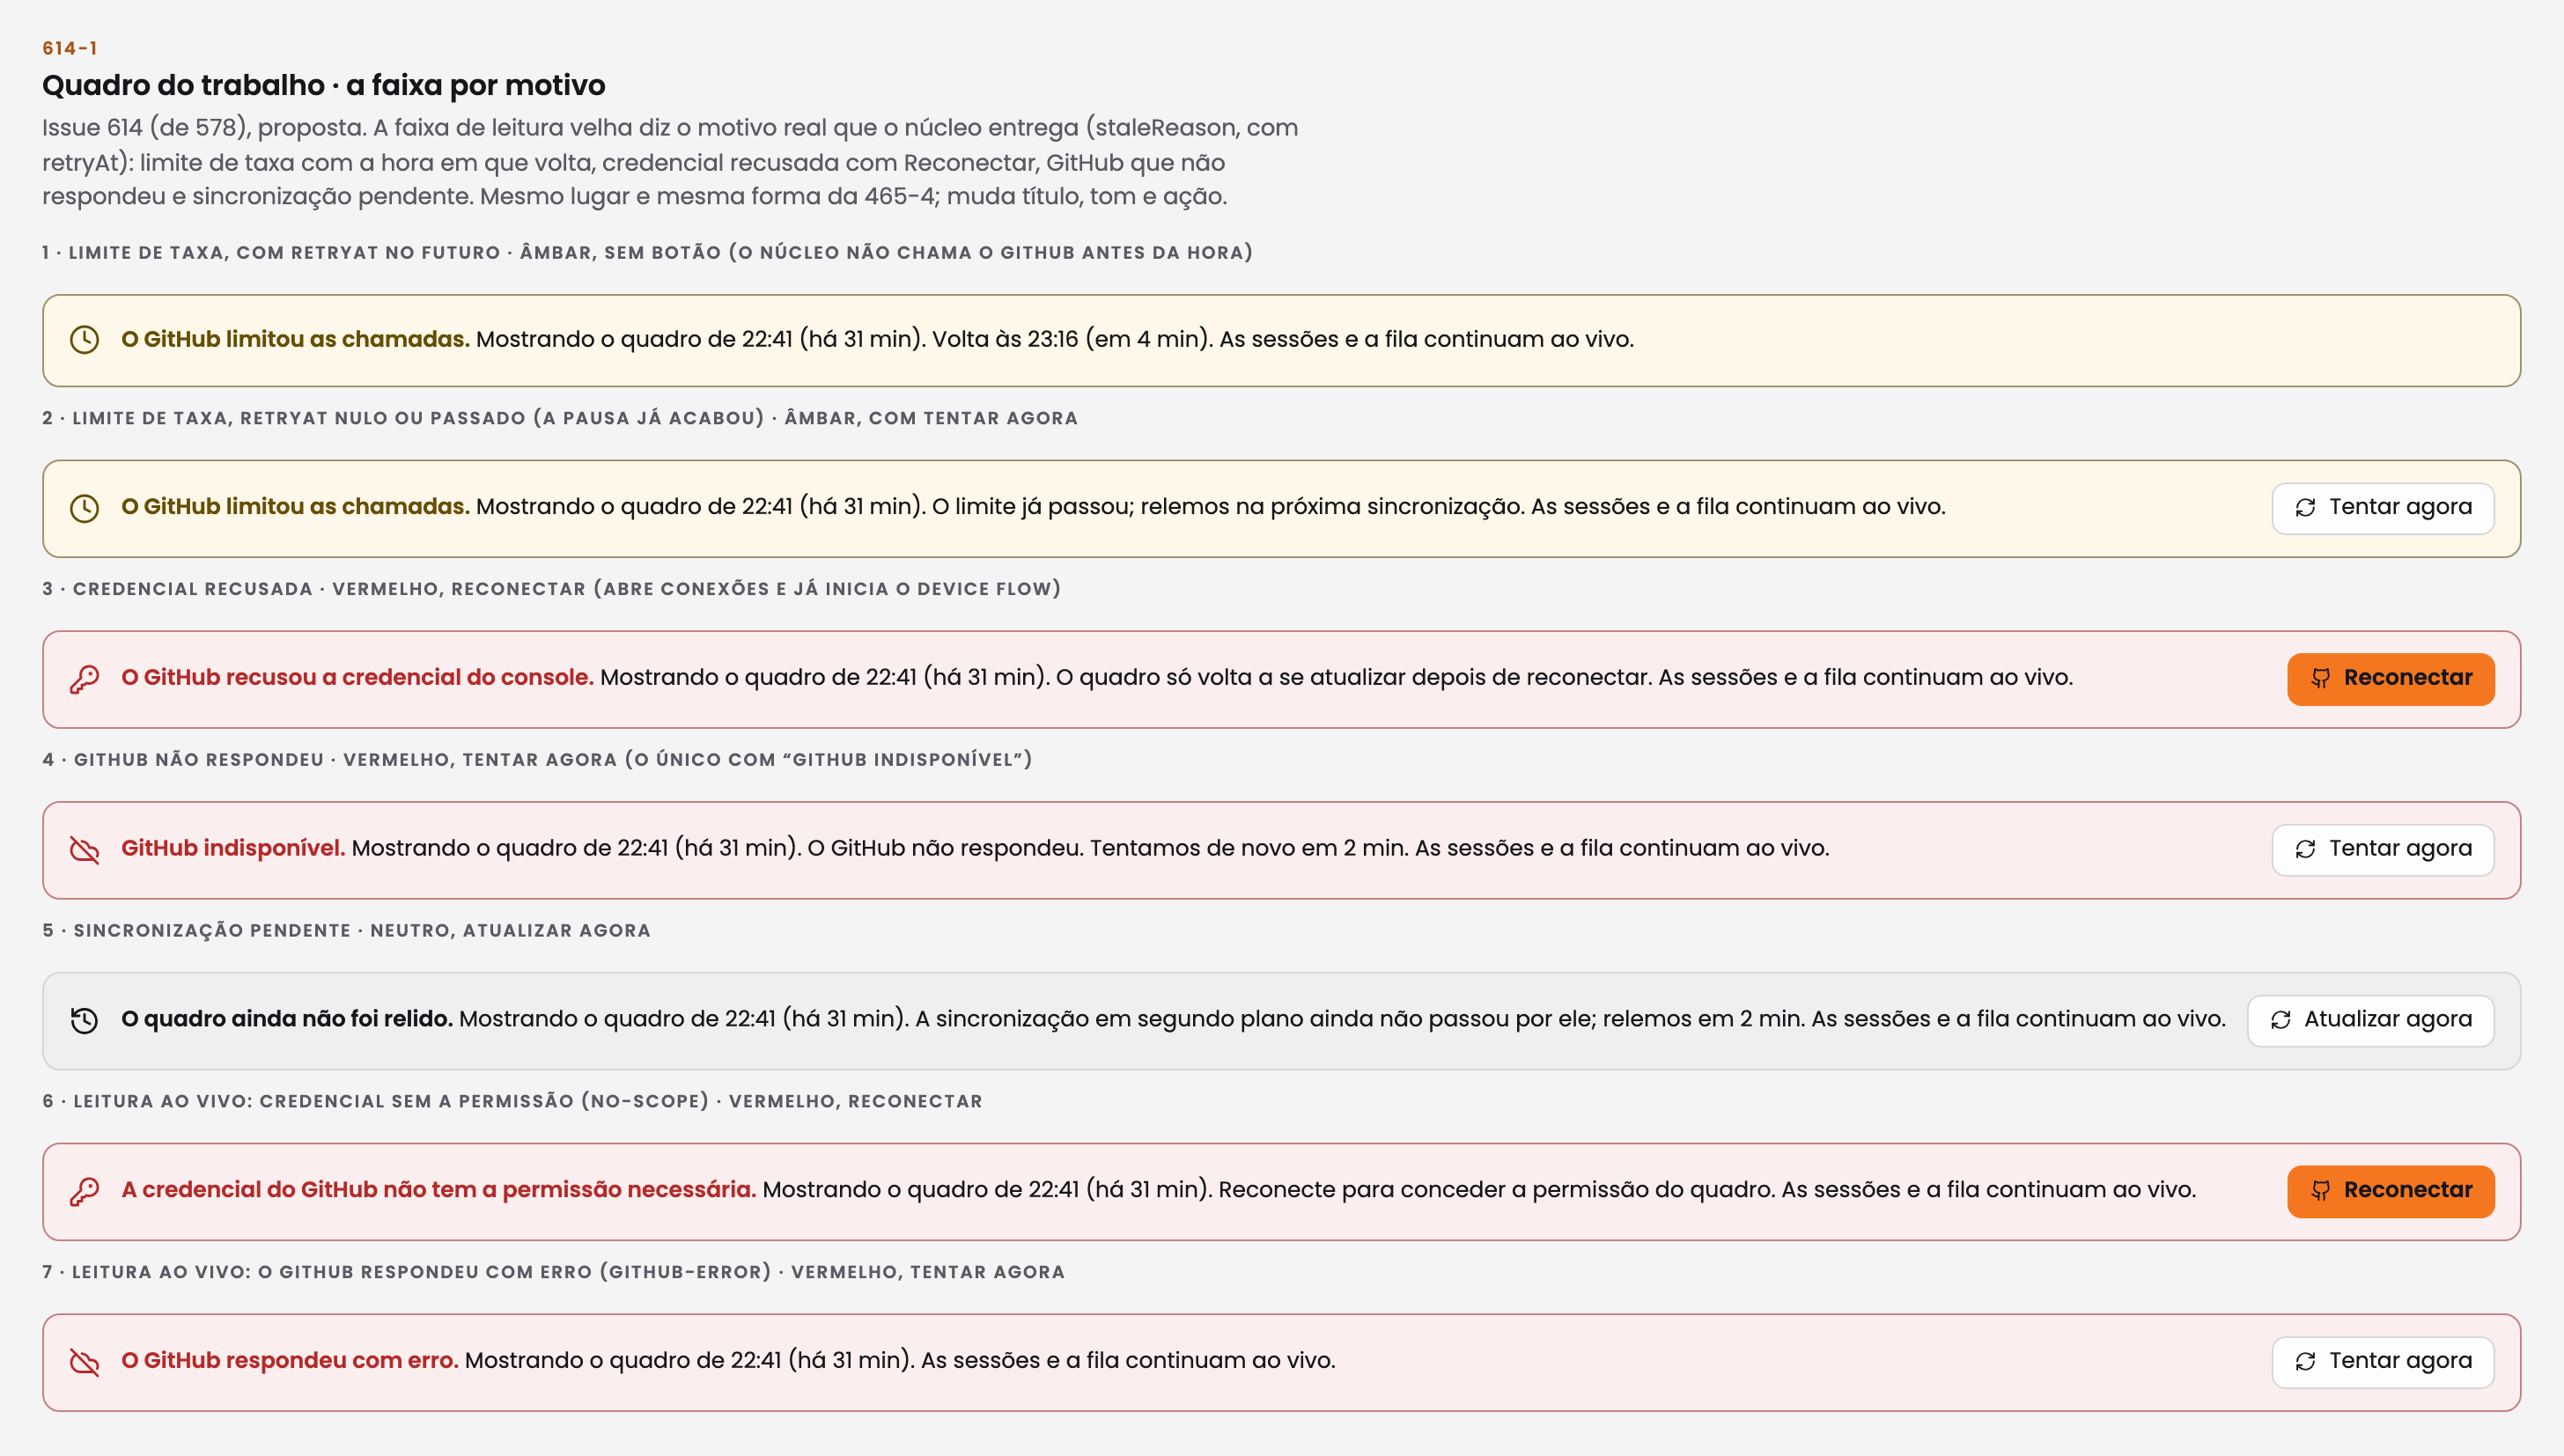 614-1
Quadro do trabalho · a faixa por motivo
Issue 614 (de 578), proposta. A faixa de leitura velha diz o motivo real que o núcleo entrega (staleReason, com
retryAt): limite de taxa com a hora em que volta, credencial recusada com Reconectar, GitHub que não
respondeu e sincronização pendente. Mesmo lugar e mesma forma da 465-4; muda título, tom e ação.
1 · LIMITE DE TAXA, COM RETRYAT NO FUTURO · ÂMBAR, SEM BOTÃO (O NÚCLEO NÃO CHAMA O GITHUB ANTES DA HORA)
O GitHub limitou as chamadas. Mostrando o quadro de 22:41 (há 31 min). Volta às 23:16 (em 4 min). As sessões e a fila continuam ao vivo.
2 · LIMITE DE TAXA, RETRYAT NULO OU PASSADO (A PAUSA JÁ ACABOU) · ÂMBAR, COM TENTAR AGORA
O GitHub limitou as chamadas. Mostrando o quadro de 22:41 (há 31 min). O limite já passou; relemos na próxima sincronização. As sessões e a fila continuam ao vivo. Tentar agora
3 · CREDENCIAL RECUSADA · VERMELHO, RECONECTAR (ABRE CONEXÕES E JÁ INICIA O DEVICE FLOW)
O GitHub recusou a credencial do console. Mostrando o quadro de 22:41 (há 31 min). O quadro só volta a se atualizar depois de reconectar. As sessões e a fila continuam ao vivo. Reconectar
4 · GITHUB NÃO RESPONDEU · VERMELHO, TENTAR AGORA (O ÚNICO COM “GITHUB INDISPONÍVEL”)
GitHub indisponível. Mostrando o quadro de 22:41 (há 31 min). O GitHub não respondeu. Tentamos de novo em 2 min. As sessões e a fila continuam ao vivo. Tentar agora
5 · SINCRONIZAÇÃO PENDENTE · NEUTRO, ATUALIZAR AGORA
O quadro ainda não foi relido. Mostrando o quadro de 22:41 (há 31 min). A sincronização em segundo plano ainda não passou por ele; relemos em 2 min. As sessões e a fila continuam ao vivo. Atualizar agora
6 · LEITURA AO VIVO: CREDENCIAL SEM A PERMISSÃO (NO-SCOPE) · VERMELHO, RECONECTAR
A credencial do GitHub não tem a permissão necessária. Mostrando o quadro de 22:41 (há 31 min). Reconecte para conceder a permissão do quadro. As sessões e a fila continuam ao vivo. Reconectar
7 · LEITURA AO VIVO: O GITHUB RESPONDEU COM ERRO (GITHUB-ERROR) · VERMELHO, TENTAR AGORA
O GitHub respondeu com erro. Mostrando o quadro de 22:41 (há 31 min). As sessões e a fila continuam ao vivo. Tentar agora